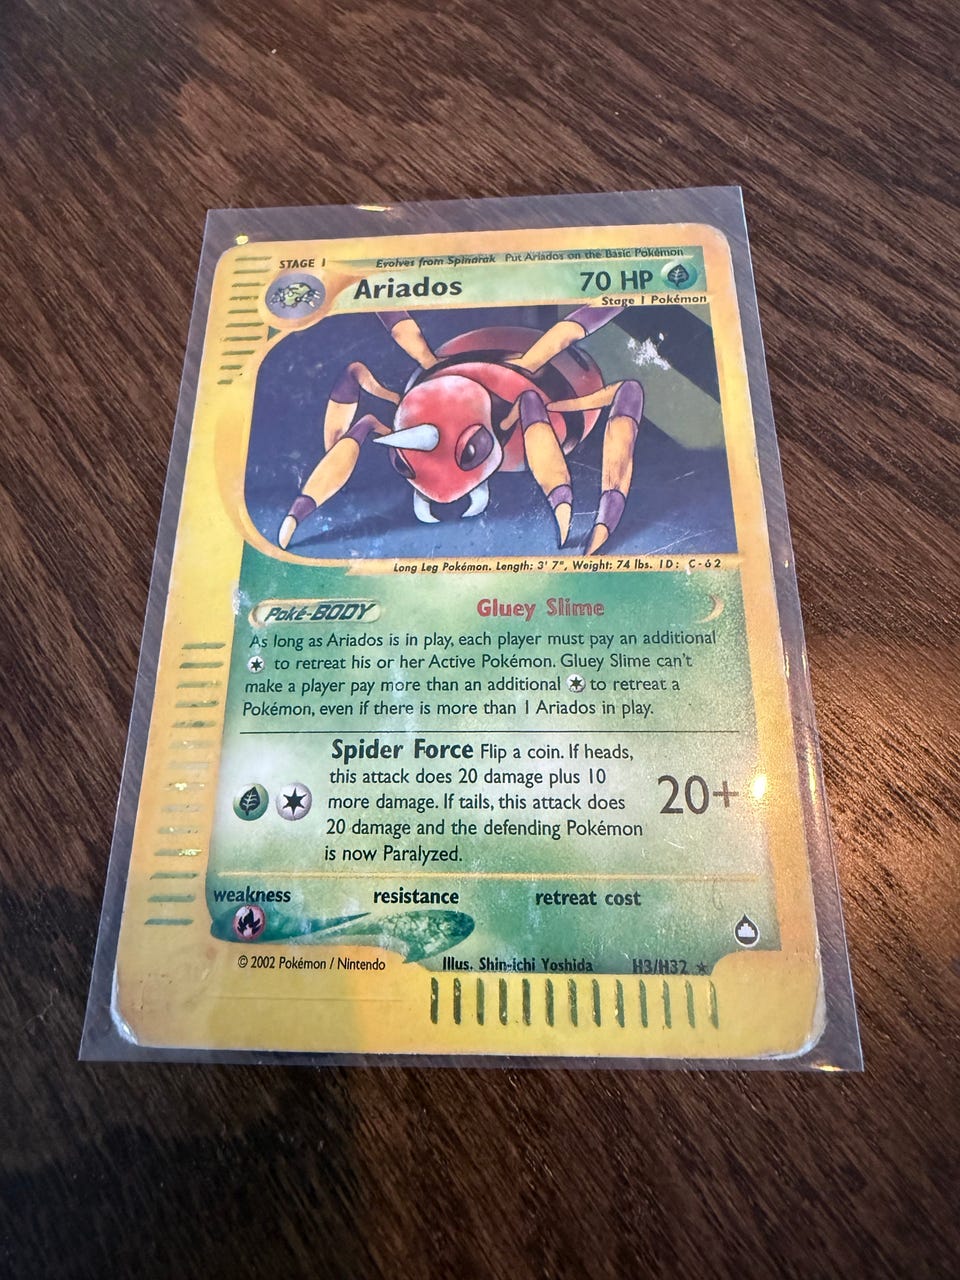 STAGE 1
Evolves from Spinarak Put Ariados on the Basic Pokémon
Ariados
70 HP
Stage 1 Pokémon
Long Leg Pokémon. Length: 3' 7", Weight: 74 lbs. ID: C-62
Poké-BODY
Gluey Slime
As long as Ariados is in play, each player must pay an additional
to retreat his or her Active Pokémon. Gluey Slime can't
make a player pay more than an additional to retreat a
Pokémon, even if there is more than 1 Ariados in play.
Spider Force Flip a coin. If heads,
this attack does 20 damage plus 10
more damage. If tails, this attack does
20 damage and the defending Pokémon
is now Paralyzed.
20+
weakness
resistance
retreat cost
© 2002 Pokémon / Nintendo
Illus. Shin-ichi Yoshida
H3/H32 ★